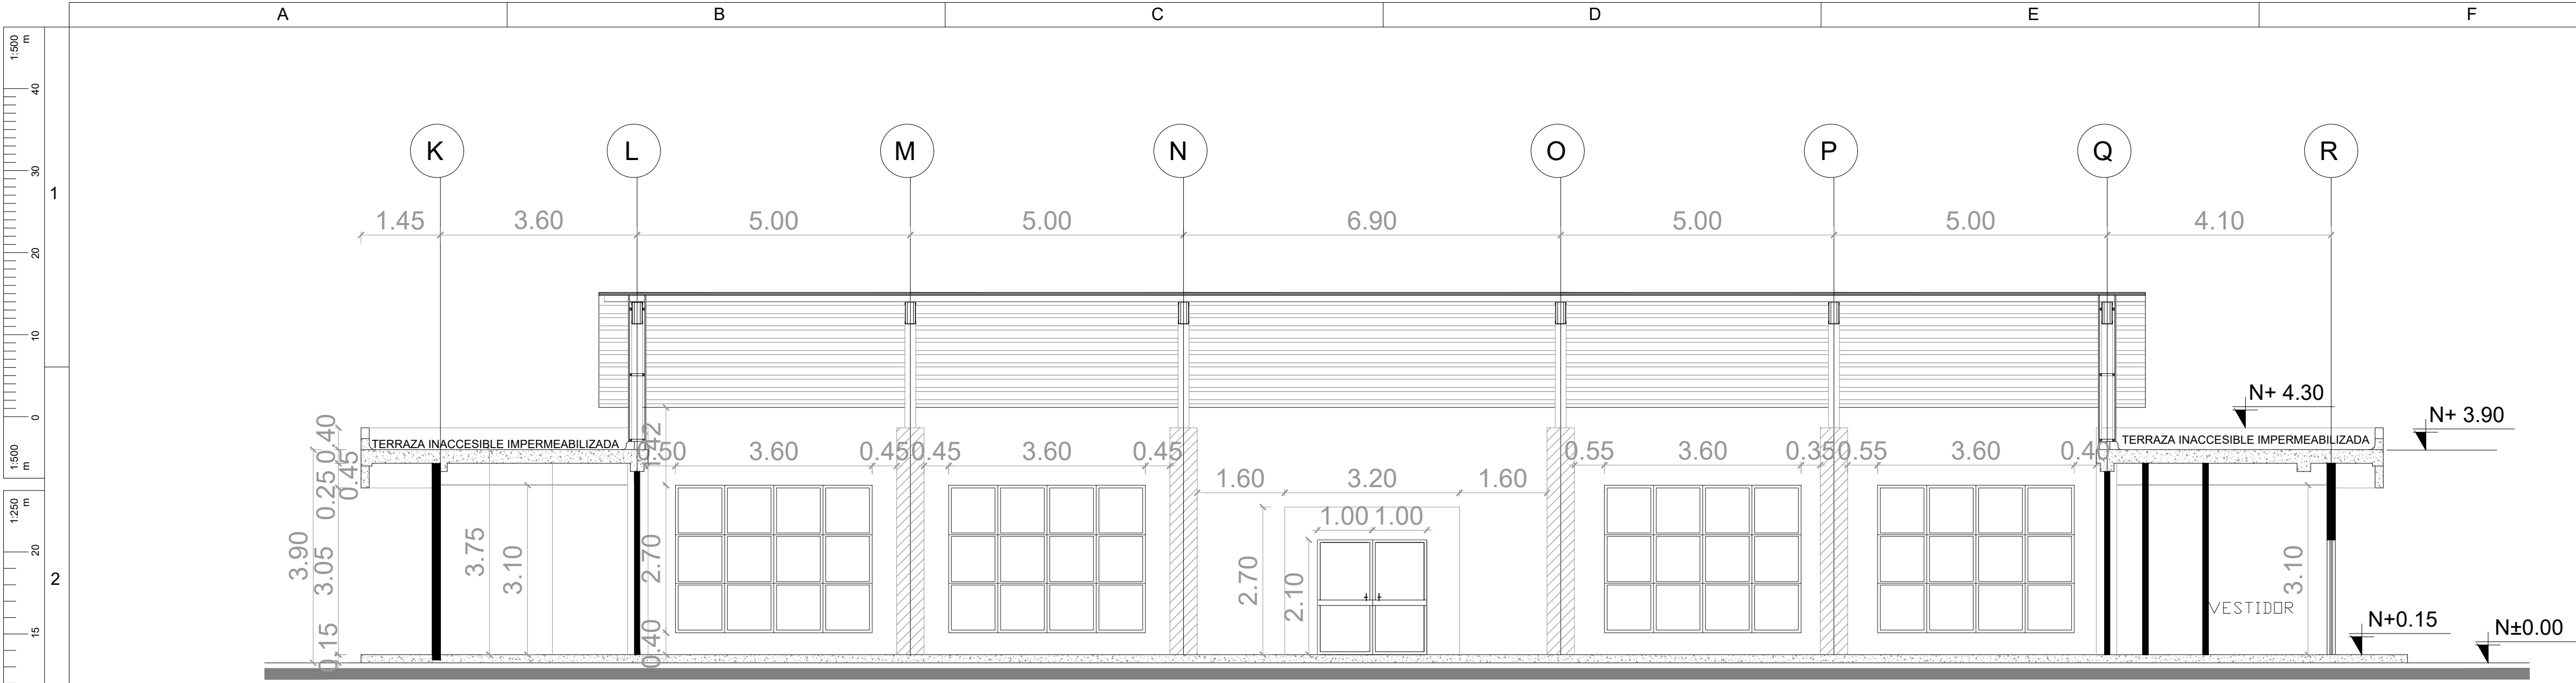 A B C D E F
1:500 m
40
30
20
10
0
1:500 m
1:250 m
20
15
1
2
K L M N O P Q R
1.45 3.60 5.00 5.00 6.90 5.00 5.00 4.10
N+ 4.30
N+ 3.90
TERRAZA INACCESIBLE IMPERMEABILIZADA
TERRAZA INACCESIBLE IMPERMEABILIZADA
0.40
0.45
0.25
3.90
3.05
0.15
3.75
3.10
1.42
2.70
0.40
0.50 3.60 0.45 0.45 3.60 0.45
1.60 3.20 1.60
1.00 1.00
2.70
2.10
0.55 3.60 0.35 0.55 3.60 0.40
3.10
VESTIDOR
N+0.15
N±0.00